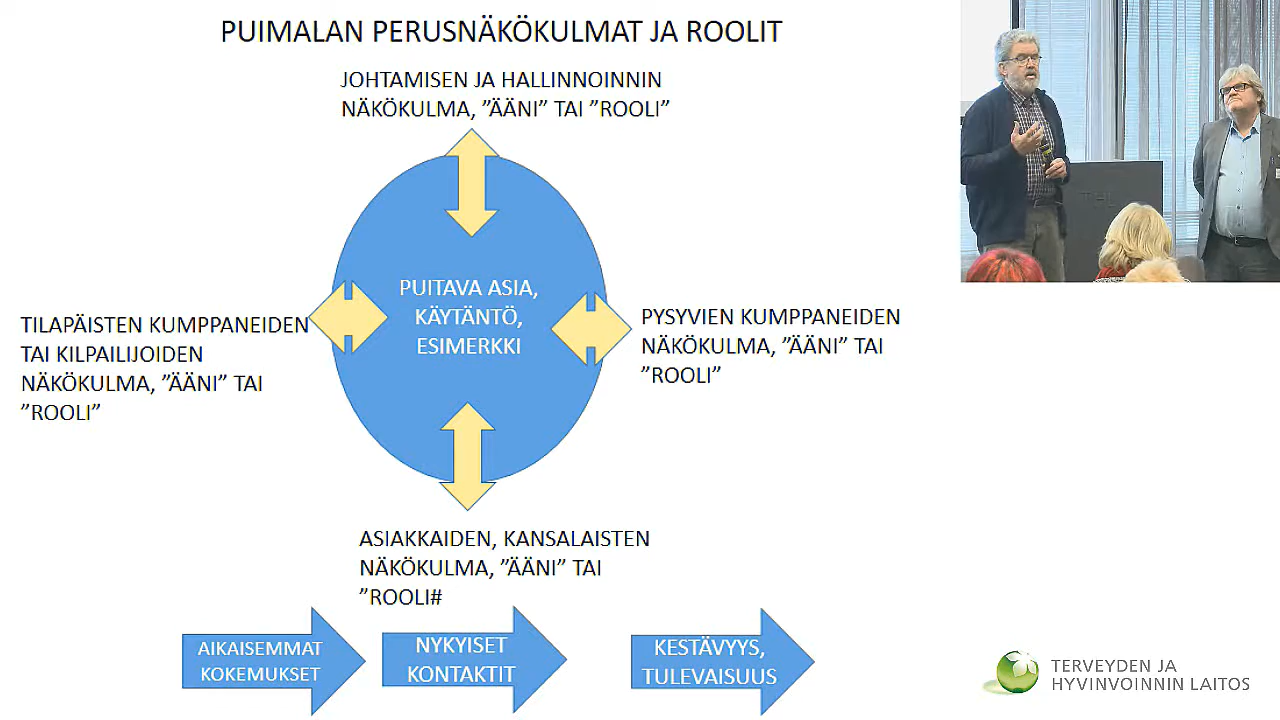 PUIMALAN PERUSNÄKÖKULMAT JA ROOLIT
JOHTAMISEN JA HALLINNOINNIN
NÄKÖKULMA, ”ÄÄNI” TAI ”ROOLI”
PUITAVA ASIA,
KÄYTÄNTÖ,
ESIMERKKI
TILAPÄISTEN KUMPPANEIDEN
TAI KILPAILIJOIDEN
NÄKÖKULMA, ”ÄÄNI” TAI
”ROOLI”
PYSYVIEN KUMPPANEIDEN
NÄKÖKULMA, ”ÄÄNI” TAI
”ROOLI”
ASIAKKAIDEN, KANSALAISTEN
NÄKÖKULMA, ”ÄÄNI” TAI
”ROOLI#
AIKAISEMMAT
KOKEMUKSET
NYKYISET
KONTAKTIT
KESTÄVYYS,
TULEVAISUUS
THL
TERVEYDEN JA
HYVINVOINNIN LAITOS